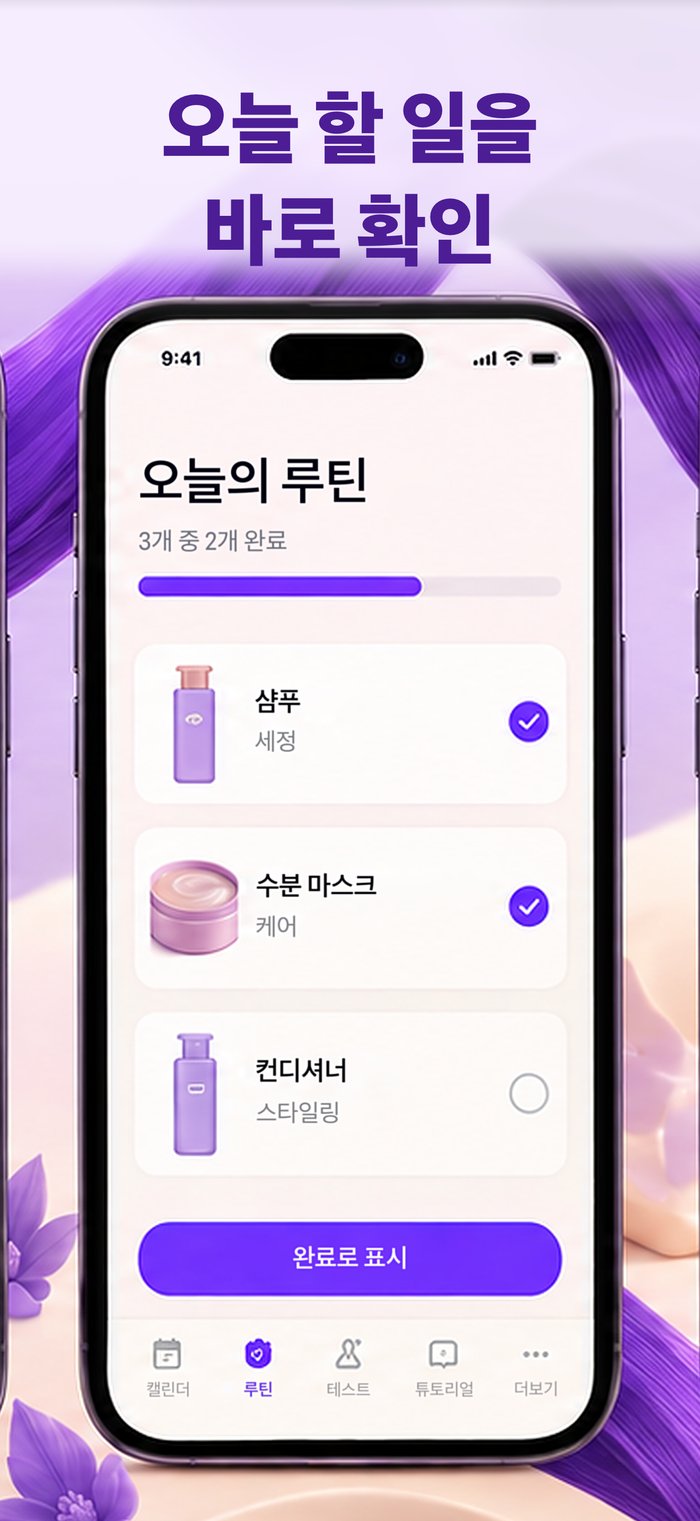 오늘 할 일을
바로 확인
9:41
오늘의 루틴
3개 중 2개 완료
샴푸
세정
수분 마스크
케어
컨디셔너
스타일링
완료로 표시
캘린더
루틴
테스트
튜토리얼
더보기